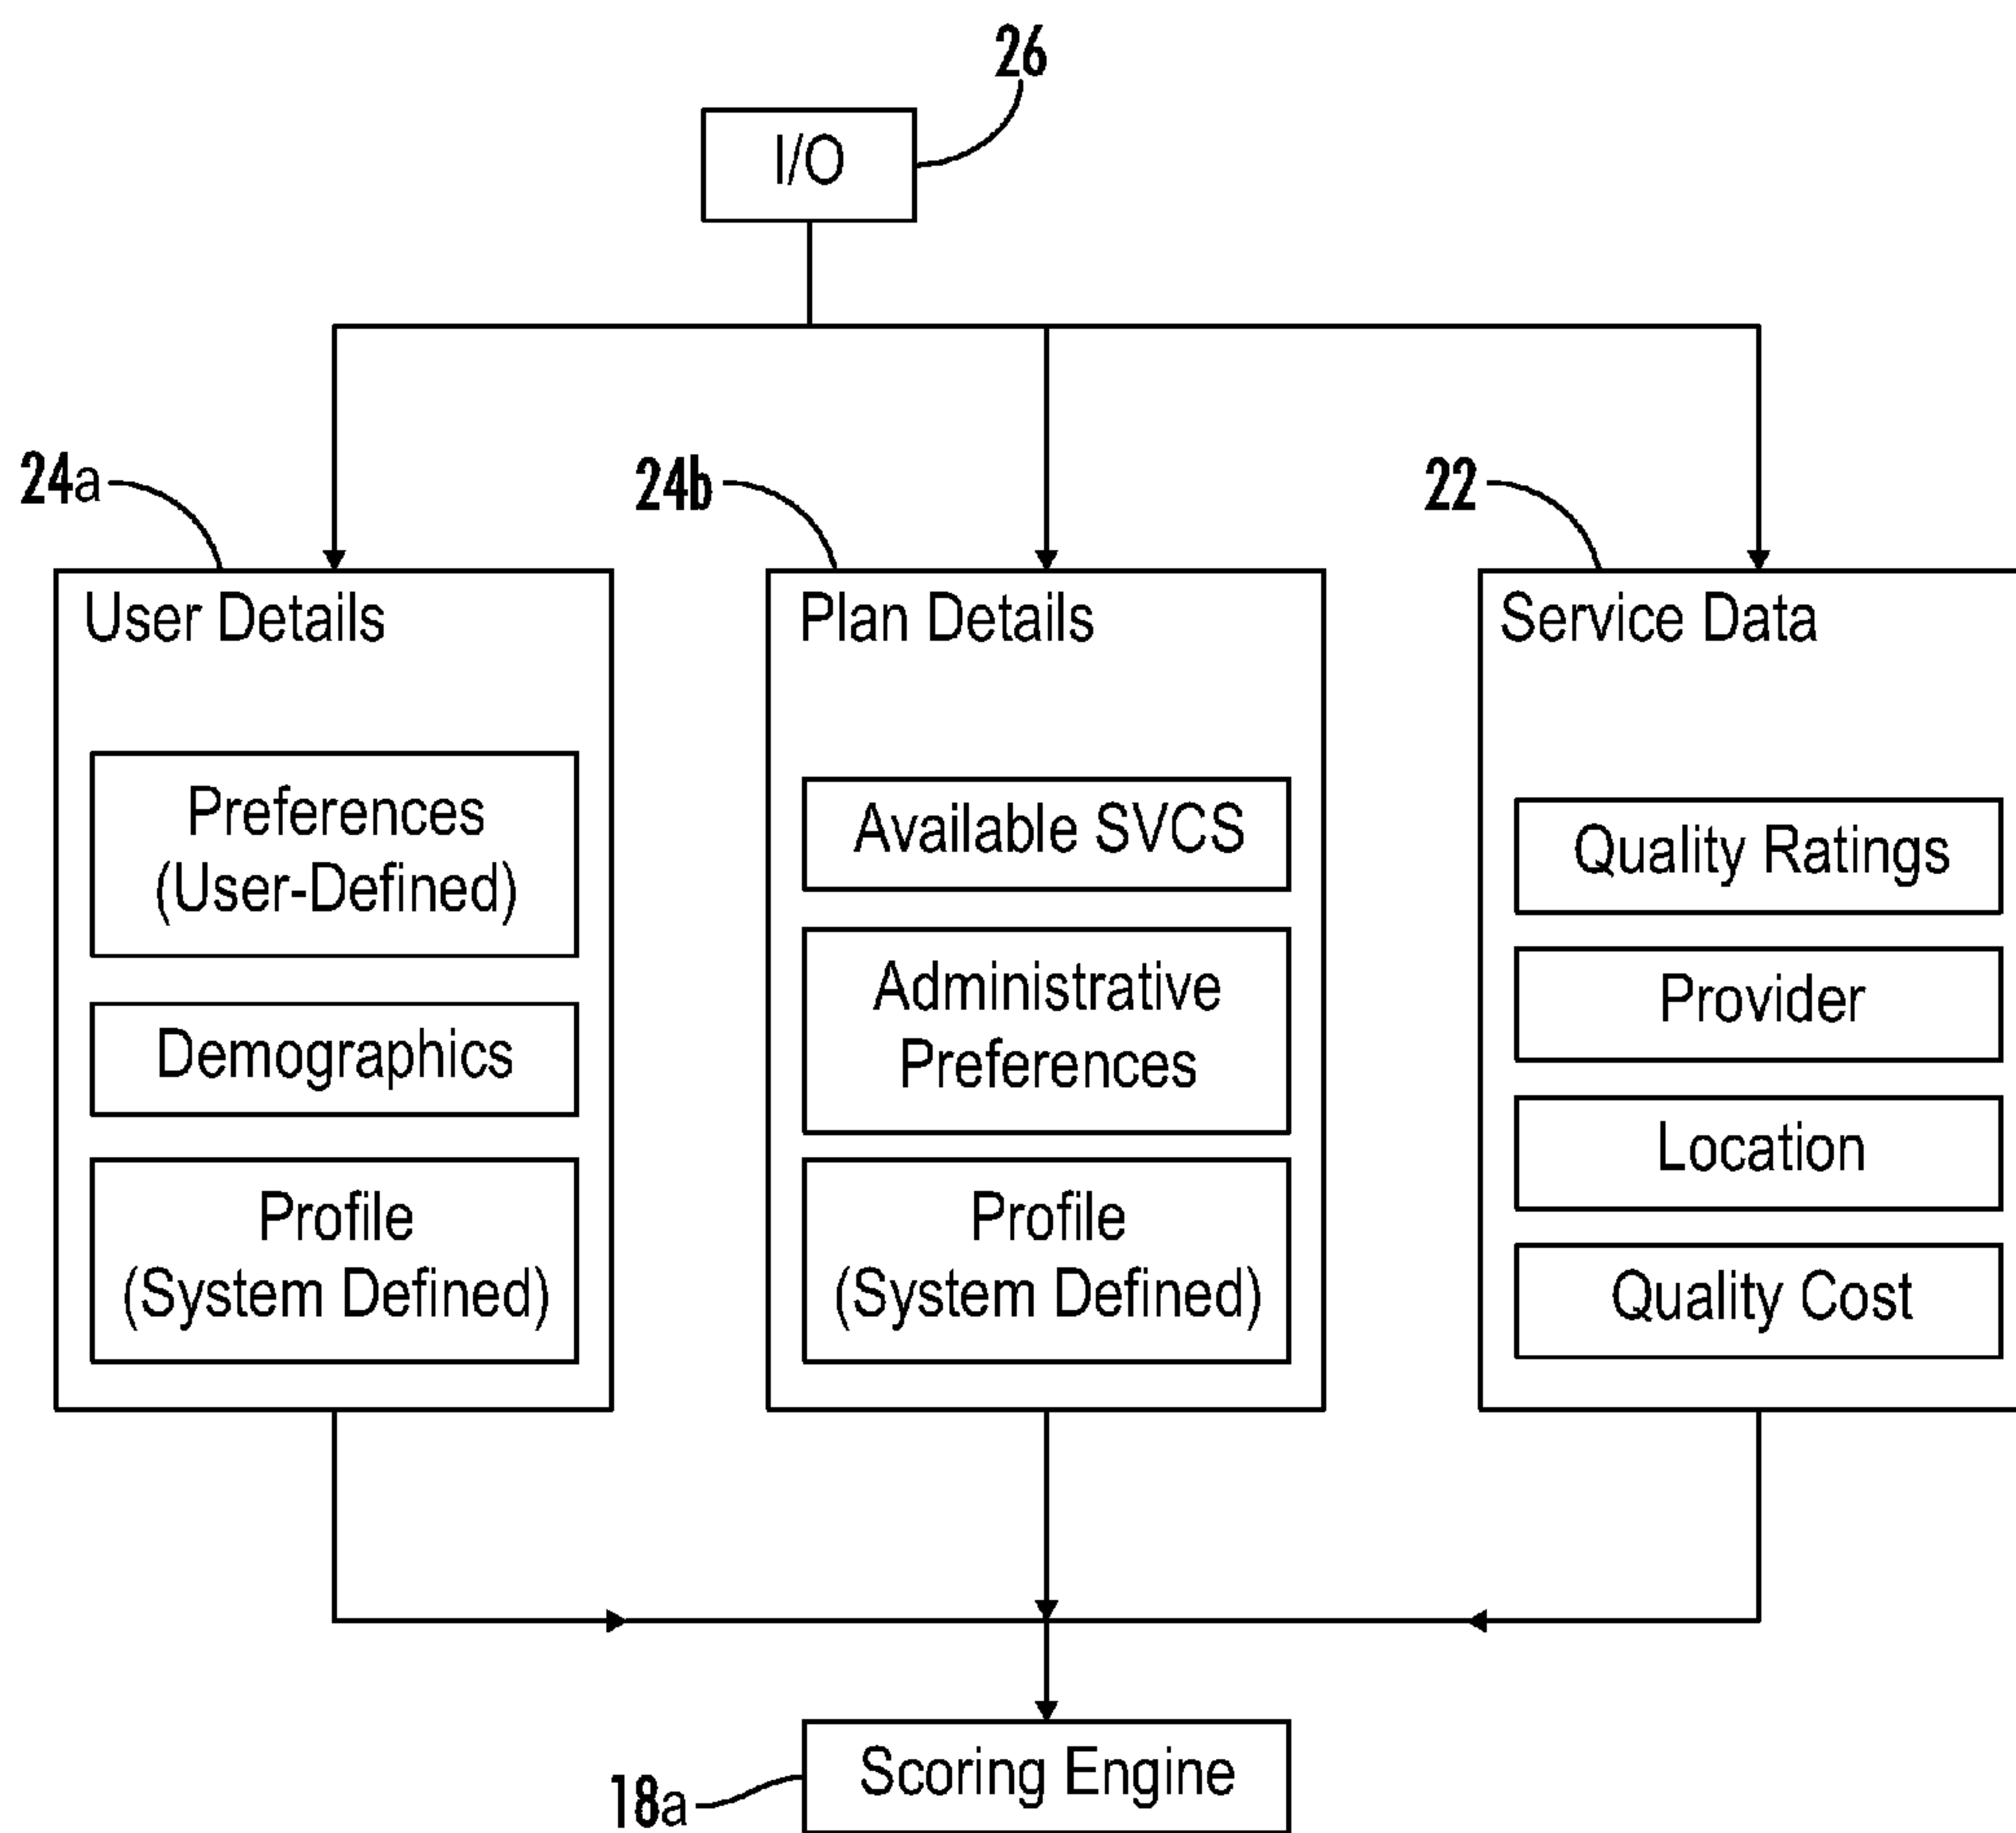 26
I/O
24a
24b
22
User Details
Preferences
(User-Defined)
Demographics
Profile
(System Defined)
Plan Details
Available SVCS
Administrative
Preferences
Profile
(System Defined)
Service Data
Quality Ratings
Provider
Location
Quality Cost
Scoring Engine
18a